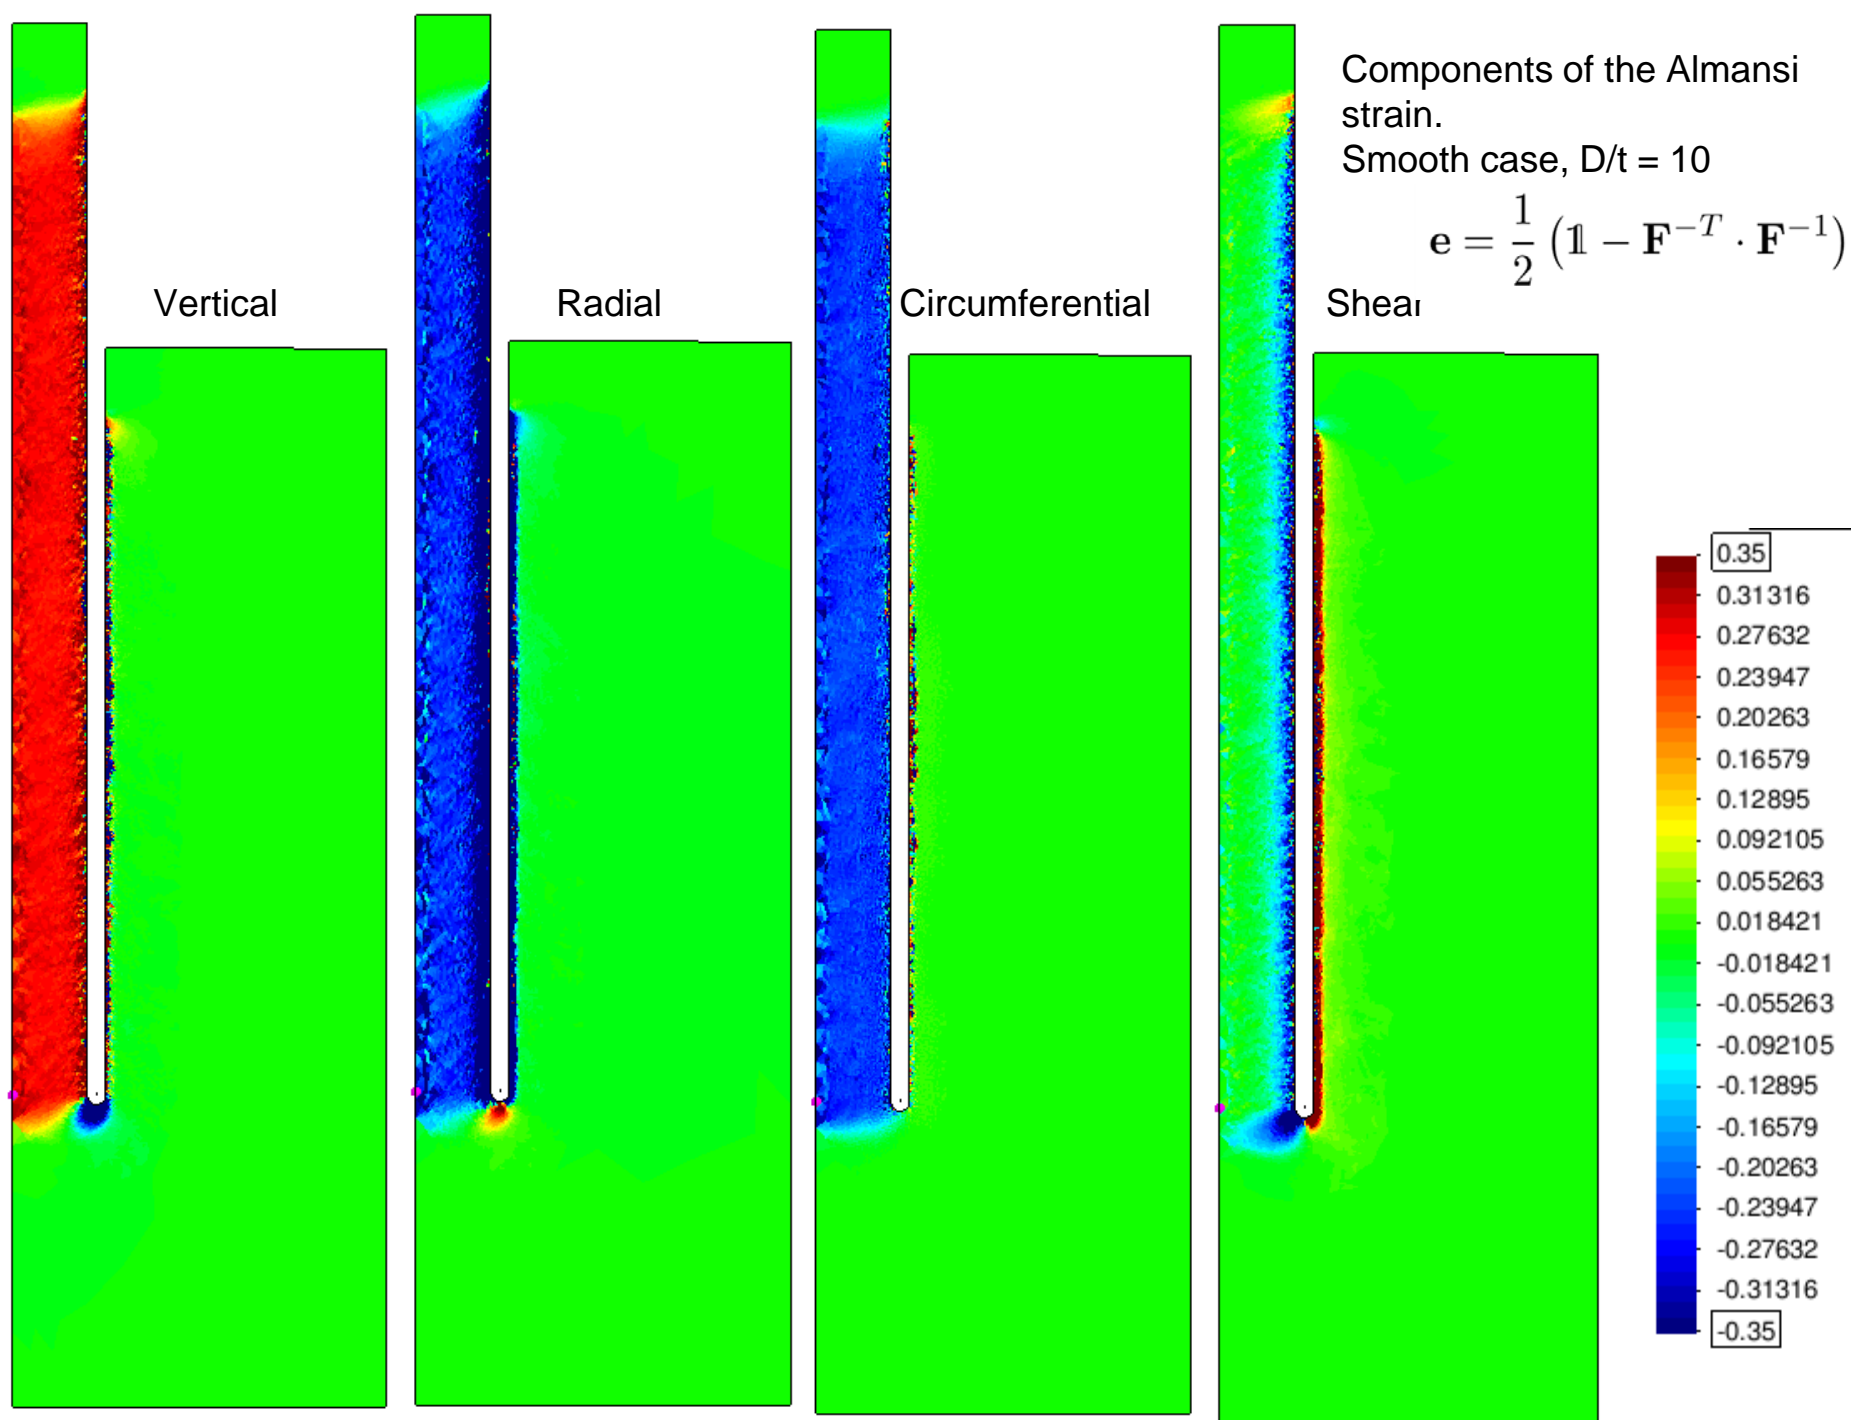 Components of the Almansi
strain.
Smooth case, D/t = 10
e = 1/2 (𝟙 − F^{−T} · F^{−1})
Vertical
Radial
Circumferential
Shear
0.35
0.31316
0.27632
0.23947
0.20263
0.16579
0.12895
0.092105
0.055263
0.018421
-0.018421
-0.055263
-0.092105
-0.12895
-0.16579
-0.20263
-0.23947
-0.27632
-0.31316
-0.35